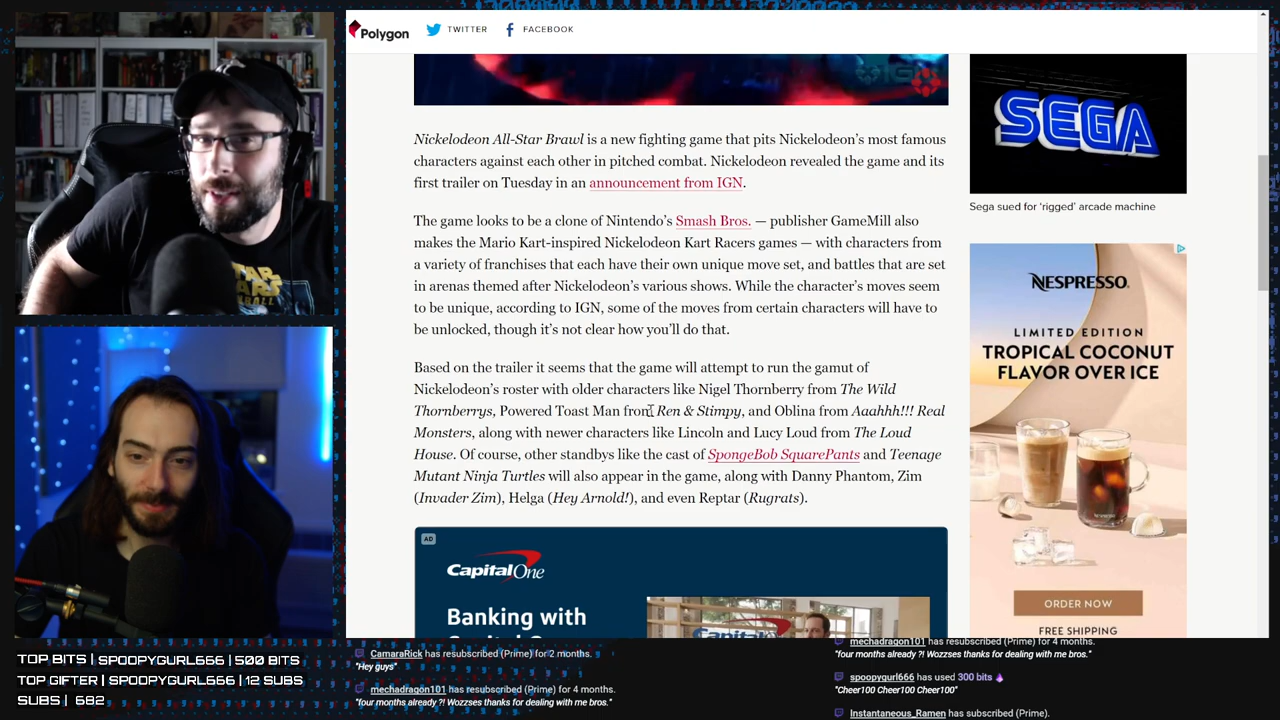 Polygon
TWITTER
FACEBOOK
IGN
Nickelodeon All-Star Brawl is a new fighting game that pits Nickelodeon's most famous
characters against each other in pitched combat. Nickelodeon revealed the game and its
first trailer on Tuesday in an announcement from IGN.
The game looks to be a clone of Nintendo's Smash Bros. — publisher GameMill also
makes the Mario Kart-inspired Nickelodeon Kart Racers games — with characters from
a variety of franchises that each have their own unique move set, and battles that are set
in arenas themed after Nickelodeon's various shows. While the character's moves seem
to be unique, according to IGN, some of the moves from certain characters will have to
be unlocked, though it's not clear how you'll do that.
Based on the trailer it seems that the game will attempt to run the gamut of
Nickelodeon's roster with older characters like Nigel Thornberry from The Wild
Thornberrys, Powered Toast Man from Ren & Stimpy, and Oblina from Aaahh!!! Real
Monsters, along with newer characters like Lincoln and Lucy Loud from The Loud
House. Of course, other standbys like the cast of SpongeBob SquarePants and Teenage
Mutant Ninja Turtles will also appear in the game, along with Danny Phantom, Zim
(Invader Zim), Helga (Hey Arnold!), and even Reptar (Rugrats).
AD
CapitalOne
Banking with
SEGA
Sega sued for 'rigged' arcade machine
NESPRESSO.
LIMITED EDITION
TROPICAL COCONUT
FLAVOR OVER ICE
ORDER NOW
FREE SHIPPING
STAR
WARS
TOP BITS | SPOOPYGURL666 | 500 BITS
TOP GIFTER | SPOOPYGURL666 | 12 SUBS
SUBS | 682
CamaraRick has resubscribed (Prime) for 2 months.
"Hey guys"
mechadragon101 has resubscribed (Prime) for 4 months.
"four months already ?! Wozzses thanks for dealing with me bros."
mechadragon101 has resubscribed (Prime) for 4 months.
"four months already ?! Wozzses thanks for dealing with me bros."
spoopygurl666 has used 300 bits
"Cheer100 Cheer100 Cheer100"
Instantaneous_Ramen has subscribed (Prime).